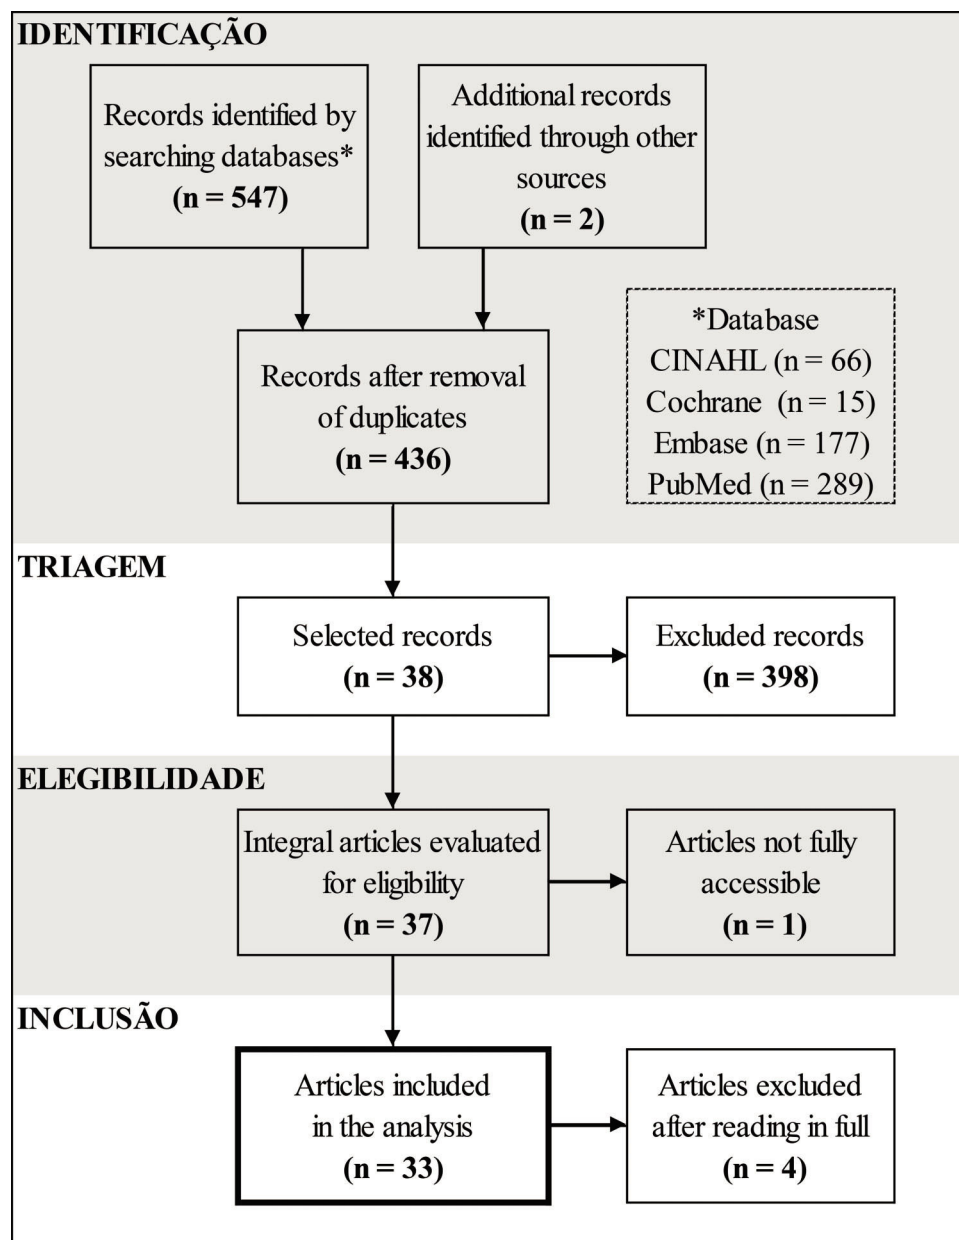 IDENTIFICAÇÃO
Records identified by
searching databases*
(n = 547)
Additional records
identified through other
sources
(n = 2)
Records after removal
of duplicates
(n = 436)
*Database
CINAHL (n = 66)
Cochrane (n = 15)
Embase (n = 177)
PubMed (n = 289)
TRIAGEM
Selected records
(n = 38)
Excluded records
(n = 398)
ELEGIBILIDADE
Integral articles evaluated
for eligibility
(n = 37)
Articles not fully
accessible
(n = 1)
INCLUSÃO
Articles included
in the analysis
(n = 33)
Articles excluded
after reading in full
(n = 4)